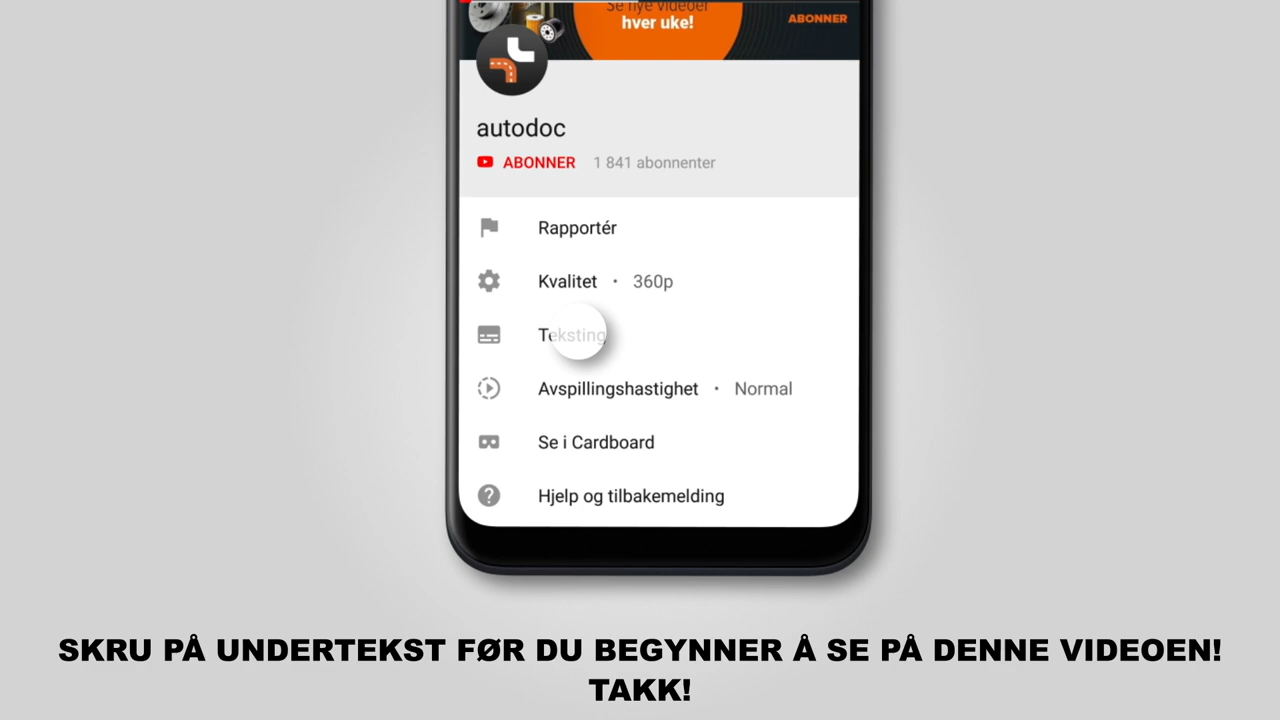 Se nye videoer
hver uke!
ABONNER
autodoc
ABONNER 1 841 abonnenter
Rapportér
Kvalitet • 360p
Teksting
Avspillingshastighet • Normal
Se i Cardboard
Hjelp og tilbakemelding
SKRU PÅ UNDERTEKST FØR DU BEGYNNER Å SE PÅ DENNE VIDEOEN!
TAKK!